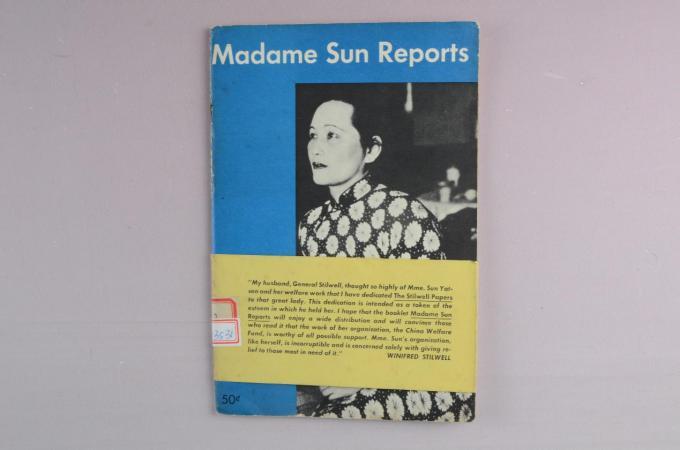 Madame Sun Reports
"My husband, General Stilwell, thought so highly of Mme. Sun Yat-
sen and her welfare work that I have dedicated The Stilwell Papers
to that great lady. This dedication is intended as a token of the
esteem in which he held her. I hope that the booklet Madame Sun
Reports will enjoy a wide distribution and will convince those
who read it that the work of her organization, the China Welfare
Fund, is worthy of all possible support. Mme. Sun's organization,
like herself, is incorruptible and is concerned solely with giving re-
lief to those most in need of it."
WINIFRED STILWELL
50¢